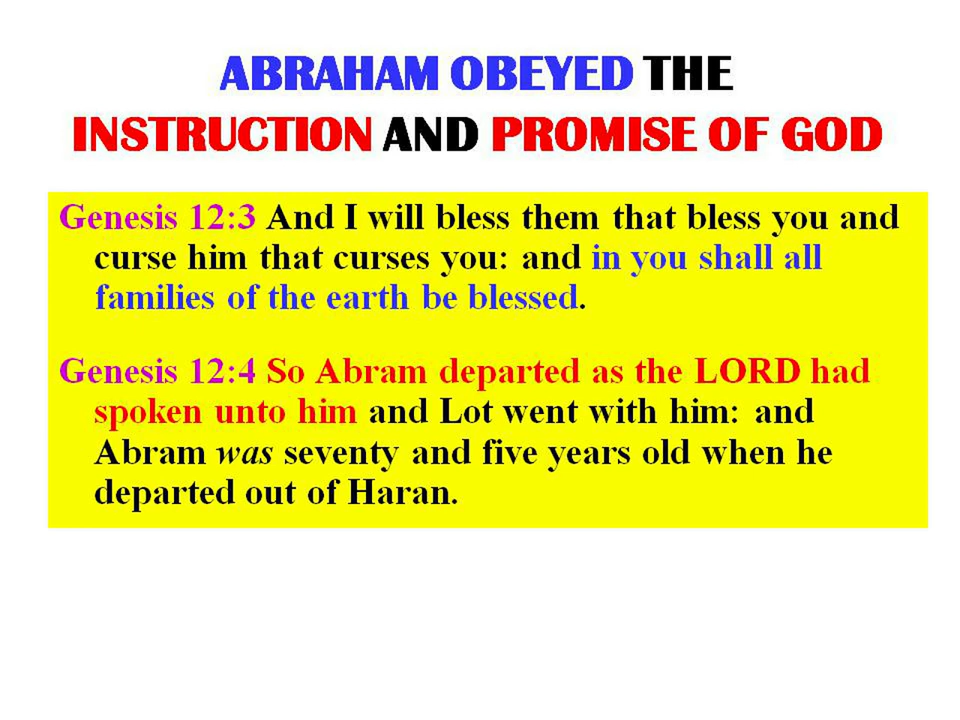 ABRAHAM OBEYED THE
INSTRUCTION AND PROMISE OF GOD
Genesis 12:3 And I will bless them that bless you and
curse him that curses you: and in you shall all
families of the earth be blessed.
Genesis 12:4 So Abram departed as the LORD had
spoken unto him and Lot went with him: and
Abram was seventy and five years old when he
departed out of Haran.